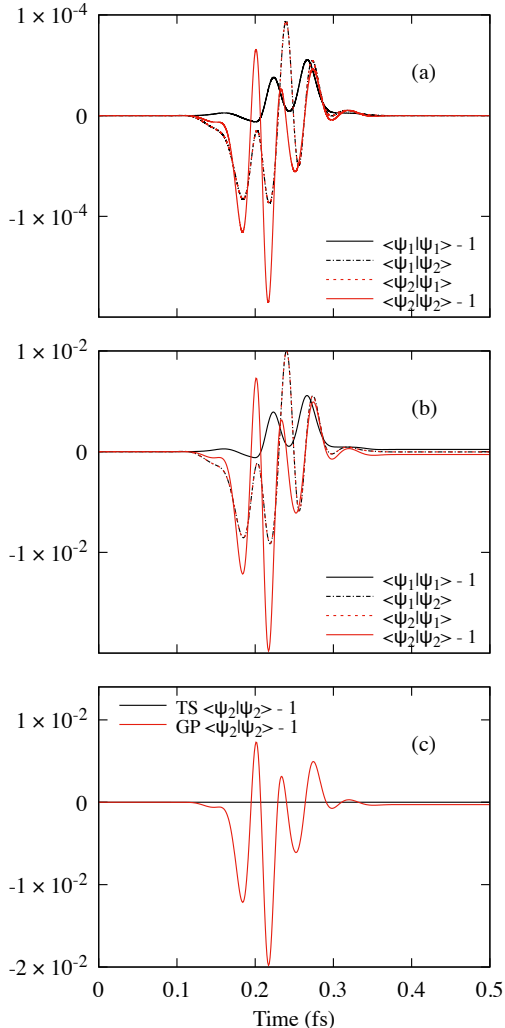 1 × 10⁻⁴
(a)
0
-1 × 10⁻⁴
<ψ₁|ψ₁> - 1
<ψ₁|ψ₂>
<ψ₂|ψ₁>
<ψ₂|ψ₂> - 1
1 × 10⁻²
(b)
0
-1 × 10⁻²
<ψ₁|ψ₁> - 1
<ψ₁|ψ₂>
<ψ₂|ψ₁>
<ψ₂|ψ₂> - 1
TS <ψ₂|ψ₂> - 1
1 × 10⁻²
GP <ψ₂|ψ₂> - 1
(c)
0
-1 × 10⁻²
-2 × 10⁻²
0 0.1 0.2 0.3 0.4 0.5
Time (fs)